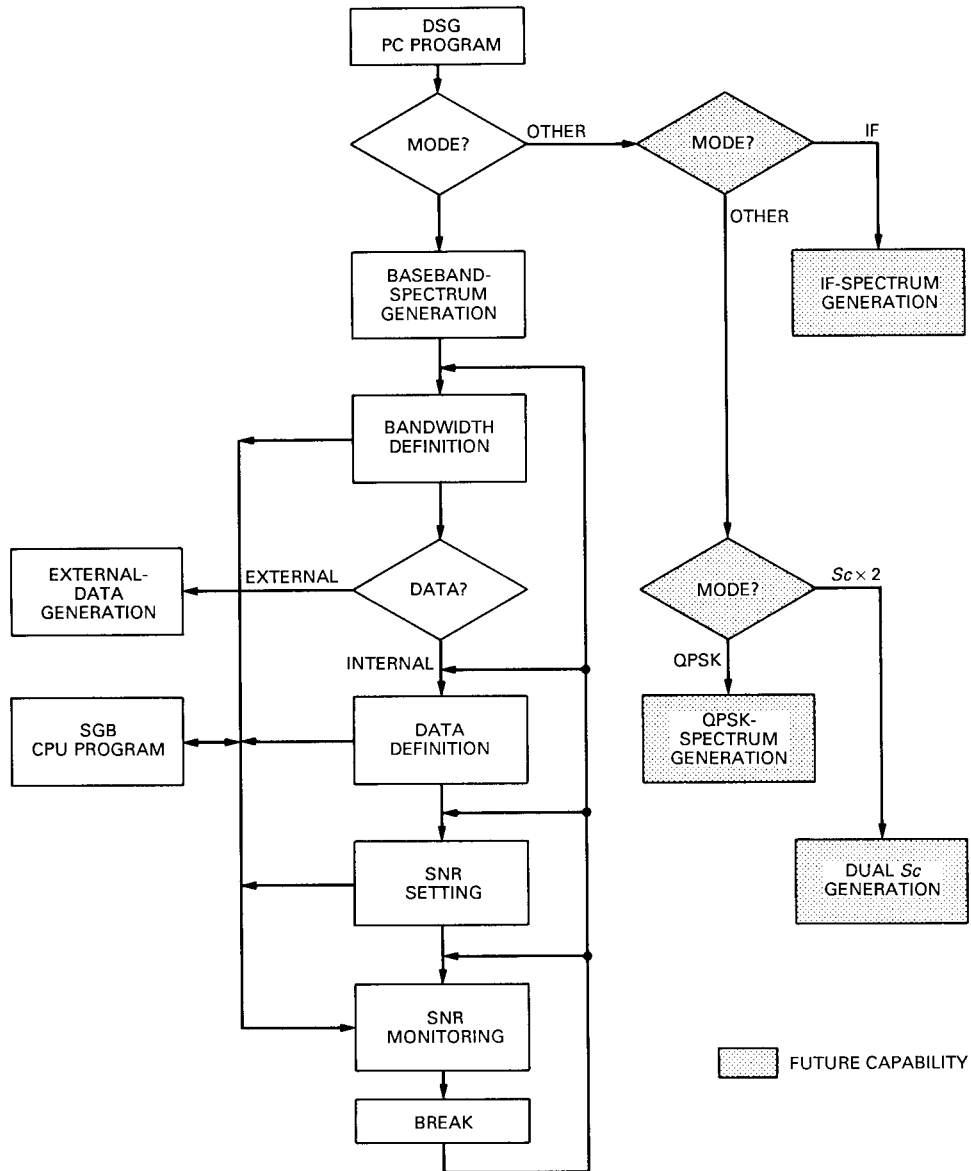 DSG
PC PROGRAM
MODE?
OTHER
MODE?
IF
OTHER
BASEBAND-
SPECTRUM
GENERATION
IF-SPECTRUM
GENERATION
BANDWIDTH
DEFINITION
EXTERNAL-
DATA
GENERATION
EXTERNAL
DATA?
MODE?
Sc × 2
INTERNAL
QPSK
SGB
CPU PROGRAM
DATA
DEFINITION
QPSK-
SPECTRUM
GENERATION
SNR
SETTING
DUAL Sc
GENERATION
SNR
MONITORING
FUTURE CAPABILITY
BREAK